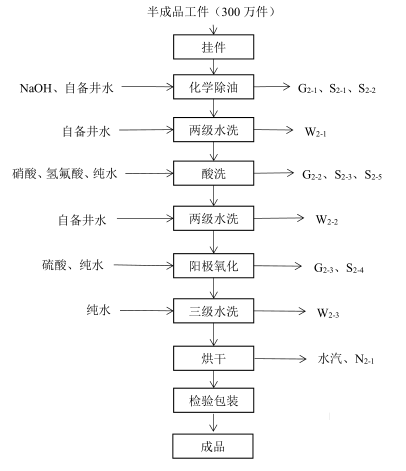 半成品工件（300 万件）
挂件
NaOH、自备井水
化学除油
G2-1、S2-1、S2-2
自备井水
两级水洗
W2-1
硝酸、氢氟酸、纯水
酸洗
G2-2、S2-3、S2-5
自备井水
两级水洗
W2-2
硫酸、纯水
阳极氧化
G2-3、S2-4
纯水
三级水洗
W2-3
烘干
水汽、N2-1
检验包装
成品